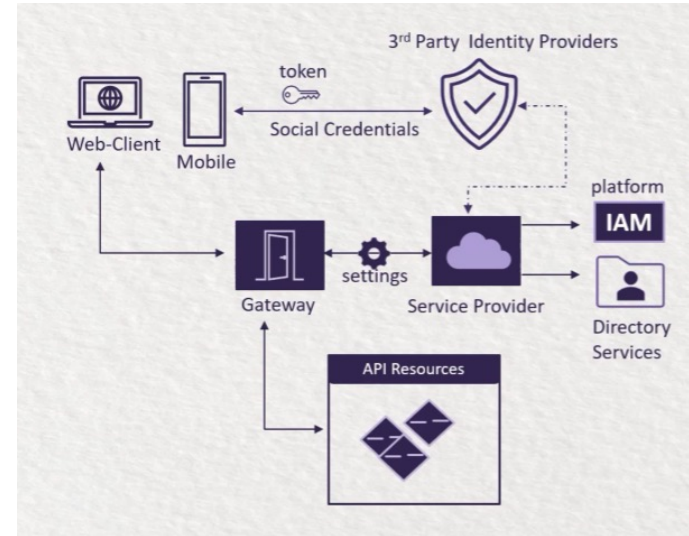 3rd Party Identity Providers
token
Social Credentials
Web-Client
Mobile
platform
IAM
settings
Gateway
Service Provider
Directory
Services
API Resources